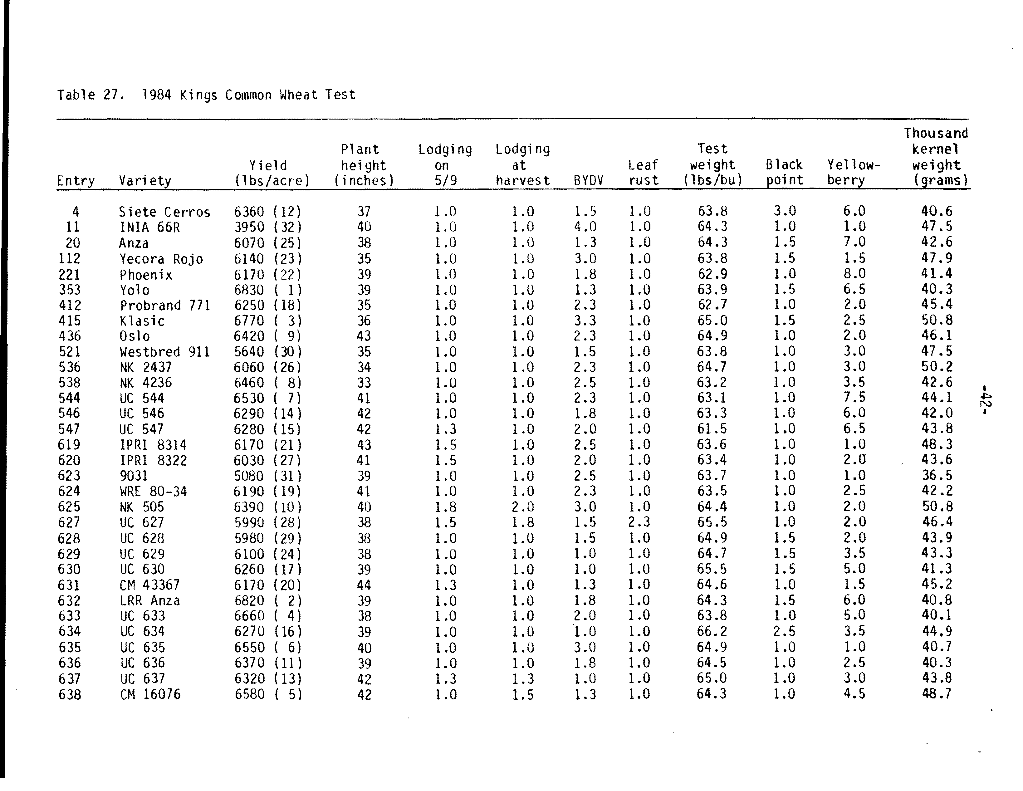 Table 27. 1984 Kings Common Wheat Test
Thousand
Plant Lodging Lodging Test kernel
Yield height on at Leaf weight Black Yellow- weight
Entry Variety (lbs/acre) (inches) 5/9 harvest BYDV rust (lbs/bu) point berry (grams)
4 Siete Cerros 6360 (12) 37 1.0 1.0 1.5 1.0 63.8 3.0 6.0 40.6
11 INIA 66R 3950 (32) 40 1.0 1.0 4.0 1.0 64.3 1.0 1.0 47.5
20 Anza 6070 (25) 38 1.0 1.0 1.3 1.0 64.3 1.5 7.0 42.6
112 Yecora Rojo 6140 (23) 35 1.0 1.0 3.0 1.0 63.8 1.5 1.5 47.9
221 Phoenix 6170 (22) 39 1.0 1.0 1.8 1.0 62.9 1.0 8.0 41.4
353 Yolo 6830 ( 1) 39 1.0 1.0 1.3 1.0 63.9 1.5 6.5 40.3
412 Probrand 771 6250 (18) 35 1.0 1.0 2.3 1.0 62.7 1.0 2.0 45.4
415 Klasic 6770 ( 3) 36 1.0 1.0 3.3 1.0 65.0 1.5 2.5 50.8
436 Oslo 6420 ( 9) 43 1.0 1.0 2.3 1.0 64.9 1.0 2.0 46.1
521 Westbred 911 5640 (30) 35 1.0 1.0 1.5 1.0 63.8 1.0 3.0 47.5
536 NK 2437 6060 (26) 34 1.0 1.0 2.3 1.0 64.7 1.0 3.0 50.2
538 NK 4236 6460 ( 8) 33 1.0 1.0 2.5 1.0 63.2 1.0 3.5 42.6
544 UC 544 6530 ( 7) 41 1.0 1.0 2.3 1.0 63.1 1.0 7.5 44.1
546 UC 546 6290 (14) 42 1.0 1.0 1.8 1.0 63.3 1.0 6.0 42.0
547 UC 547 6280 (15) 42 1.3 1.0 2.0 1.0 61.5 1.0 6.5 43.8
619 IPRI 8314 6170 (21) 43 1.5 1.0 2.5 1.0 63.6 1.0 1.0 48.3
620 IPRI 8322 6030 (27) 41 1.5 1.0 2.0 1.0 63.4 1.0 2.0 43.6
623 9031 5080 (31) 39 1.0 1.0 2.5 1.0 63.7 1.0 1.0 36.5
624 WRE 80-34 6190 (19) 41 1.0 1.0 2.3 1.0 63.5 1.0 2.5 42.2
625 NK 505 6390 (10) 40 1.8 2.0 3.0 1.0 64.4 1.0 2.0 50.8
627 UC 627 5990 (28) 38 1.5 1.8 1.5 2.3 65.5 1.0 2.0 46.4
628 UC 628 5980 (29) 38 1.0 1.0 1.5 1.0 64.9 1.5 2.0 43.9
629 UC 629 6100 (24) 38 1.0 1.0 1.0 1.0 64.7 1.5 3.5 43.3
630 UC 630 6260 (17) 39 1.0 1.0 1.0 1.0 65.5 1.5 5.0 41.3
631 CM 43367 6170 (20) 44 1.3 1.0 1.3 1.0 64.6 1.0 1.5 45.2
632 LRR Anza 6820 ( 2) 39 1.0 1.0 1.8 1.0 64.3 1.5 6.0 40.8
633 UC 633 6660 ( 4) 38 1.0 1.0 2.0 1.0 63.8 1.0 5.0 40.1
634 UC 634 6270 (16) 39 1.0 1.0 1.0 1.0 66.2 2.5 3.5 44.9
635 UC 635 6550 ( 6) 40 1.0 1.0 3.0 1.0 64.9 1.0 1.0 40.7
636 UC 636 6370 (11) 39 1.0 1.0 1.8 1.0 64.5 1.0 2.5 40.3
637 UC 637 6320 (13) 42 1.3 1.3 1.0 1.0 65.0 1.0 3.0 43.8
638 CM 16076 6580 ( 5) 42 1.0 1.5 1.3 1.0 64.3 1.0 4.5 48.7
-42-